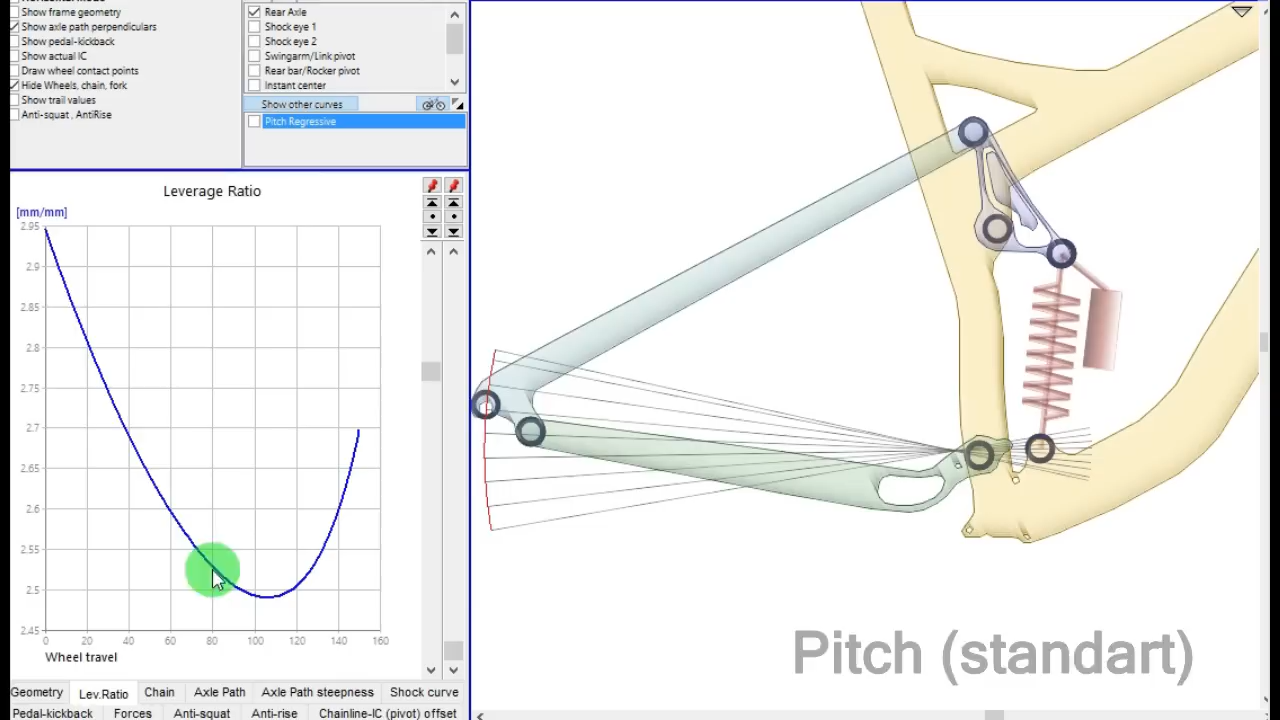 Show frame geometry
Show axle path perpendiculars
Show pedal-kickback
Show actual IC
Draw wheel contact points
Hide Wheels, chain, fork
Show trail values
Anti-squat , AntiRise
Rear Axle
Shock eye 1
Shock eye 2
Swingarm/Link pivot
Rear bar/Rocker pivot
Instant center
Show other curves
Pitch Regressive
Leverage Ratio
[mm/mm]
2.95
2.9
2.85
2.8
2.75
2.7
2.65
2.6
2.55
2.5
2.45
0 20 40 60 80 100 120 140 160
Wheel travel
Geometry Lev.Ratio Chain Axle Path Axle Path steepness Shock curve
Pedal-kickback Forces Anti-squat Anti-rise Chainline-IC (pivot) offset
Pitch (standart)